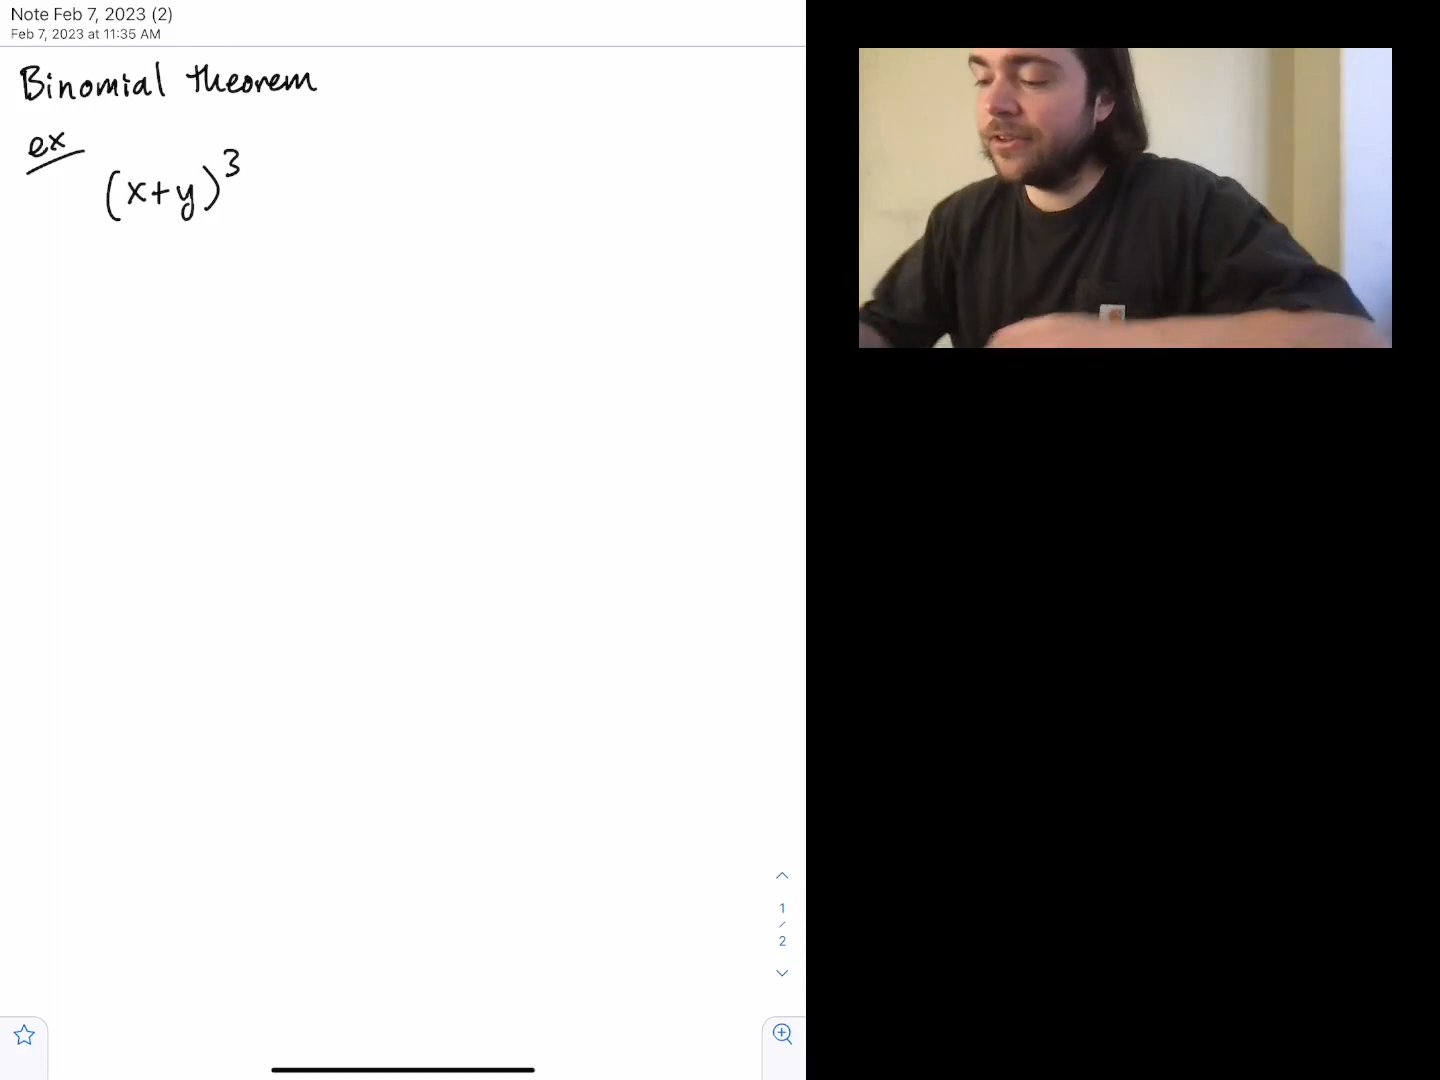 Note Feb 7, 2023 (2)
Feb 7, 2023 at 11:35 AM
Binomial theorem
ex
(x+y)³
1
/
2